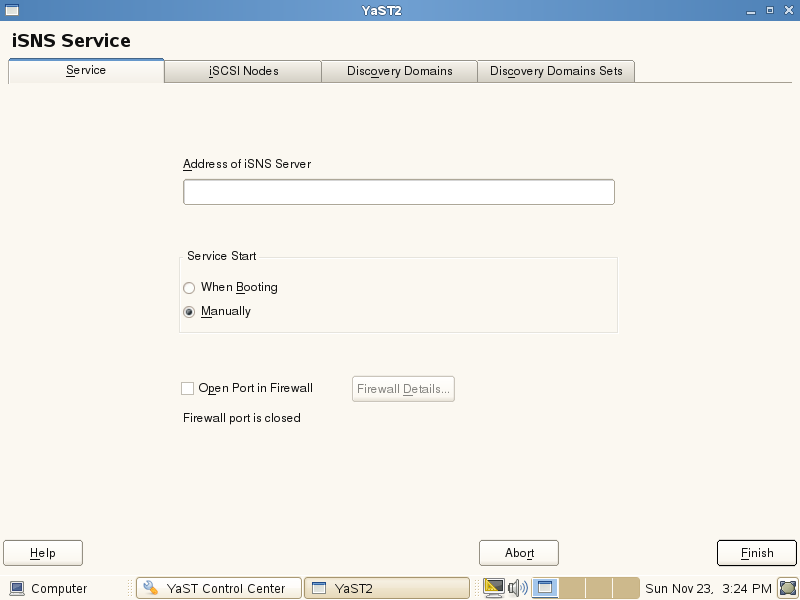 YaST2
iSNS Service
Service
iSCSI Nodes
Discovery Domains
Discovery Domains Sets
Address of iSNS Server
Service Start
When Booting
Manually
Open Port in Firewall
Firewall Details...
Firewall port is closed
Help
Abort
Finish
Computer
YaST Control Center
YaST2
Sun Nov 23, 3:24 PM